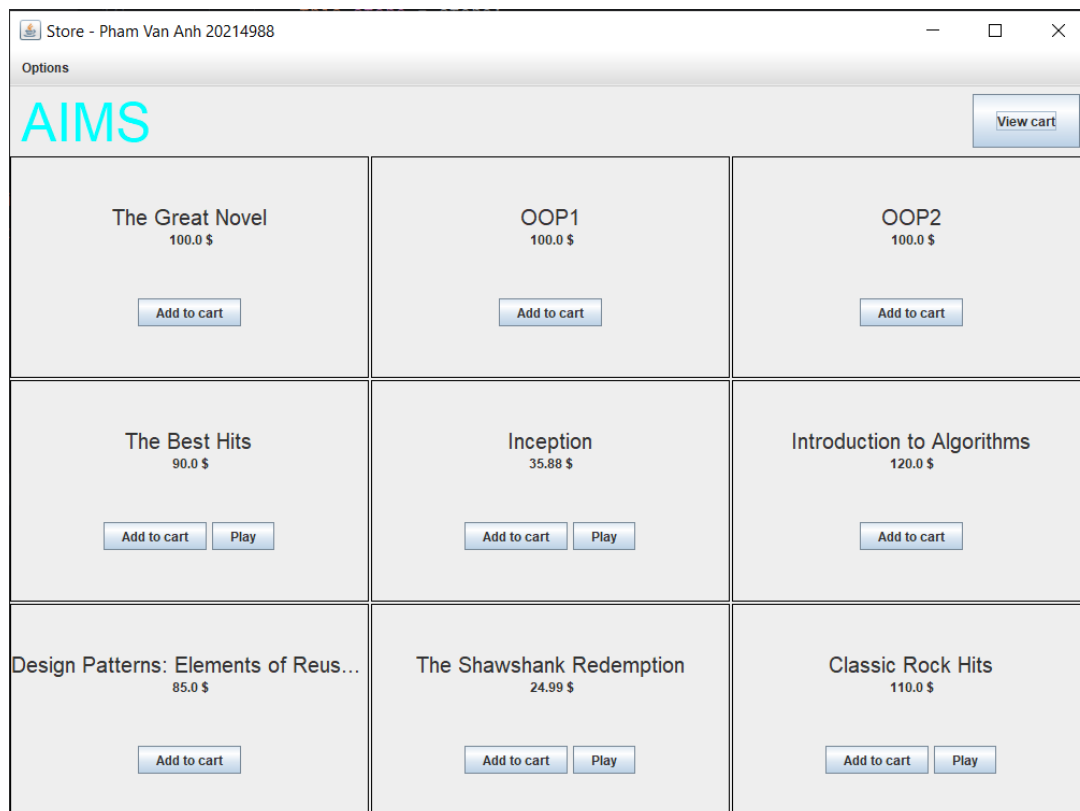 Store - Pham Van Anh 20214988
Options
AIMS
View cart
The Great Novel
100.0 $
Add to cart
OOP1
100.0 $
Add to cart
OOP2
100.0 $
Add to cart
The Best Hits
90.0 $
Add to cart Play
Inception
35.88 $
Add to cart Play
Introduction to Algorithms
120.0 $
Add to cart
Design Patterns: Elements of Reus...
85.0 $
Add to cart
The Shawshank Redemption
24.99 $
Add to cart Play
Classic Rock Hits
110.0 $
Add to cart Play